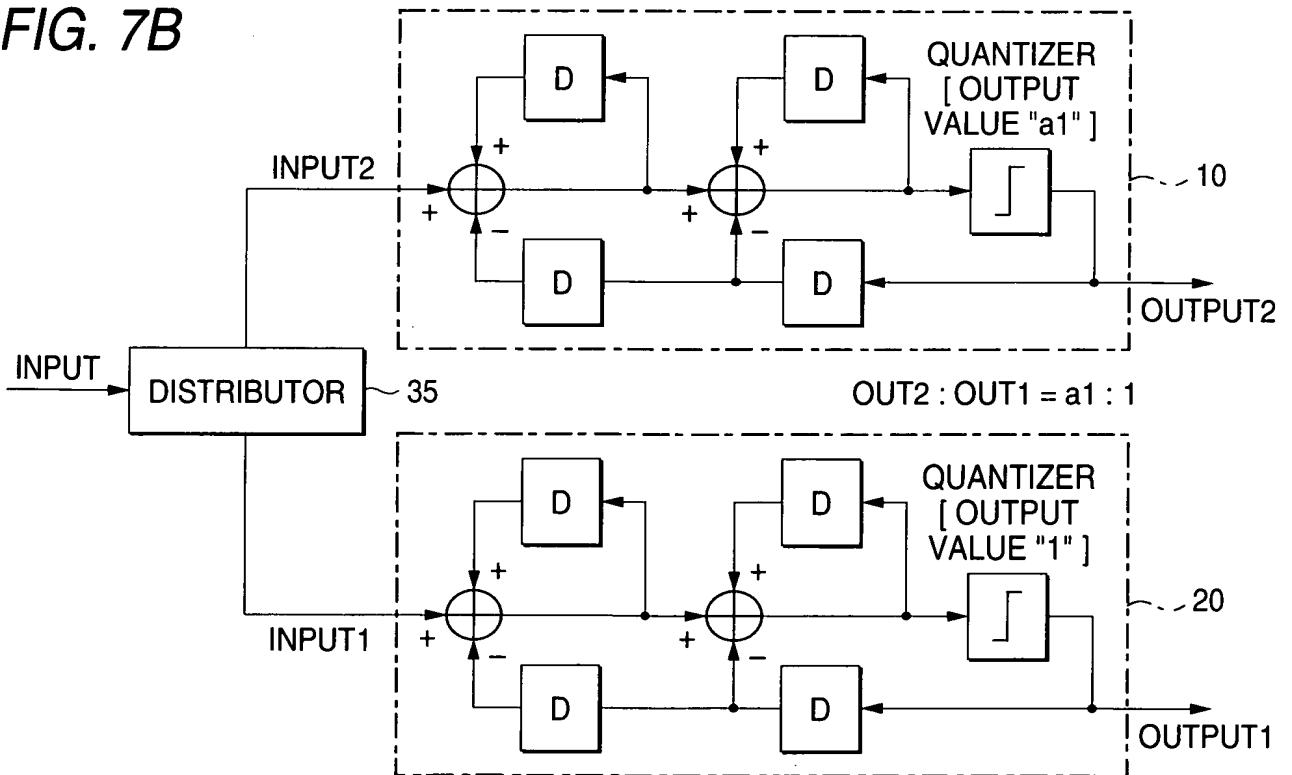 FIG. 7B
QUANTIZER
[ OUTPUT
VALUE "a1" ]
D
D
+
+
INPUT2
+
+
10
−
−
D
D
OUTPUT2
INPUT
DISTRIBUTOR
35
OUT2 : OUT1 = a1 : 1
QUANTIZER
[ OUTPUT
VALUE "1" ]
D
D
+
+
20
INPUT1
+
+
−
−
D
D
OUTPUT1